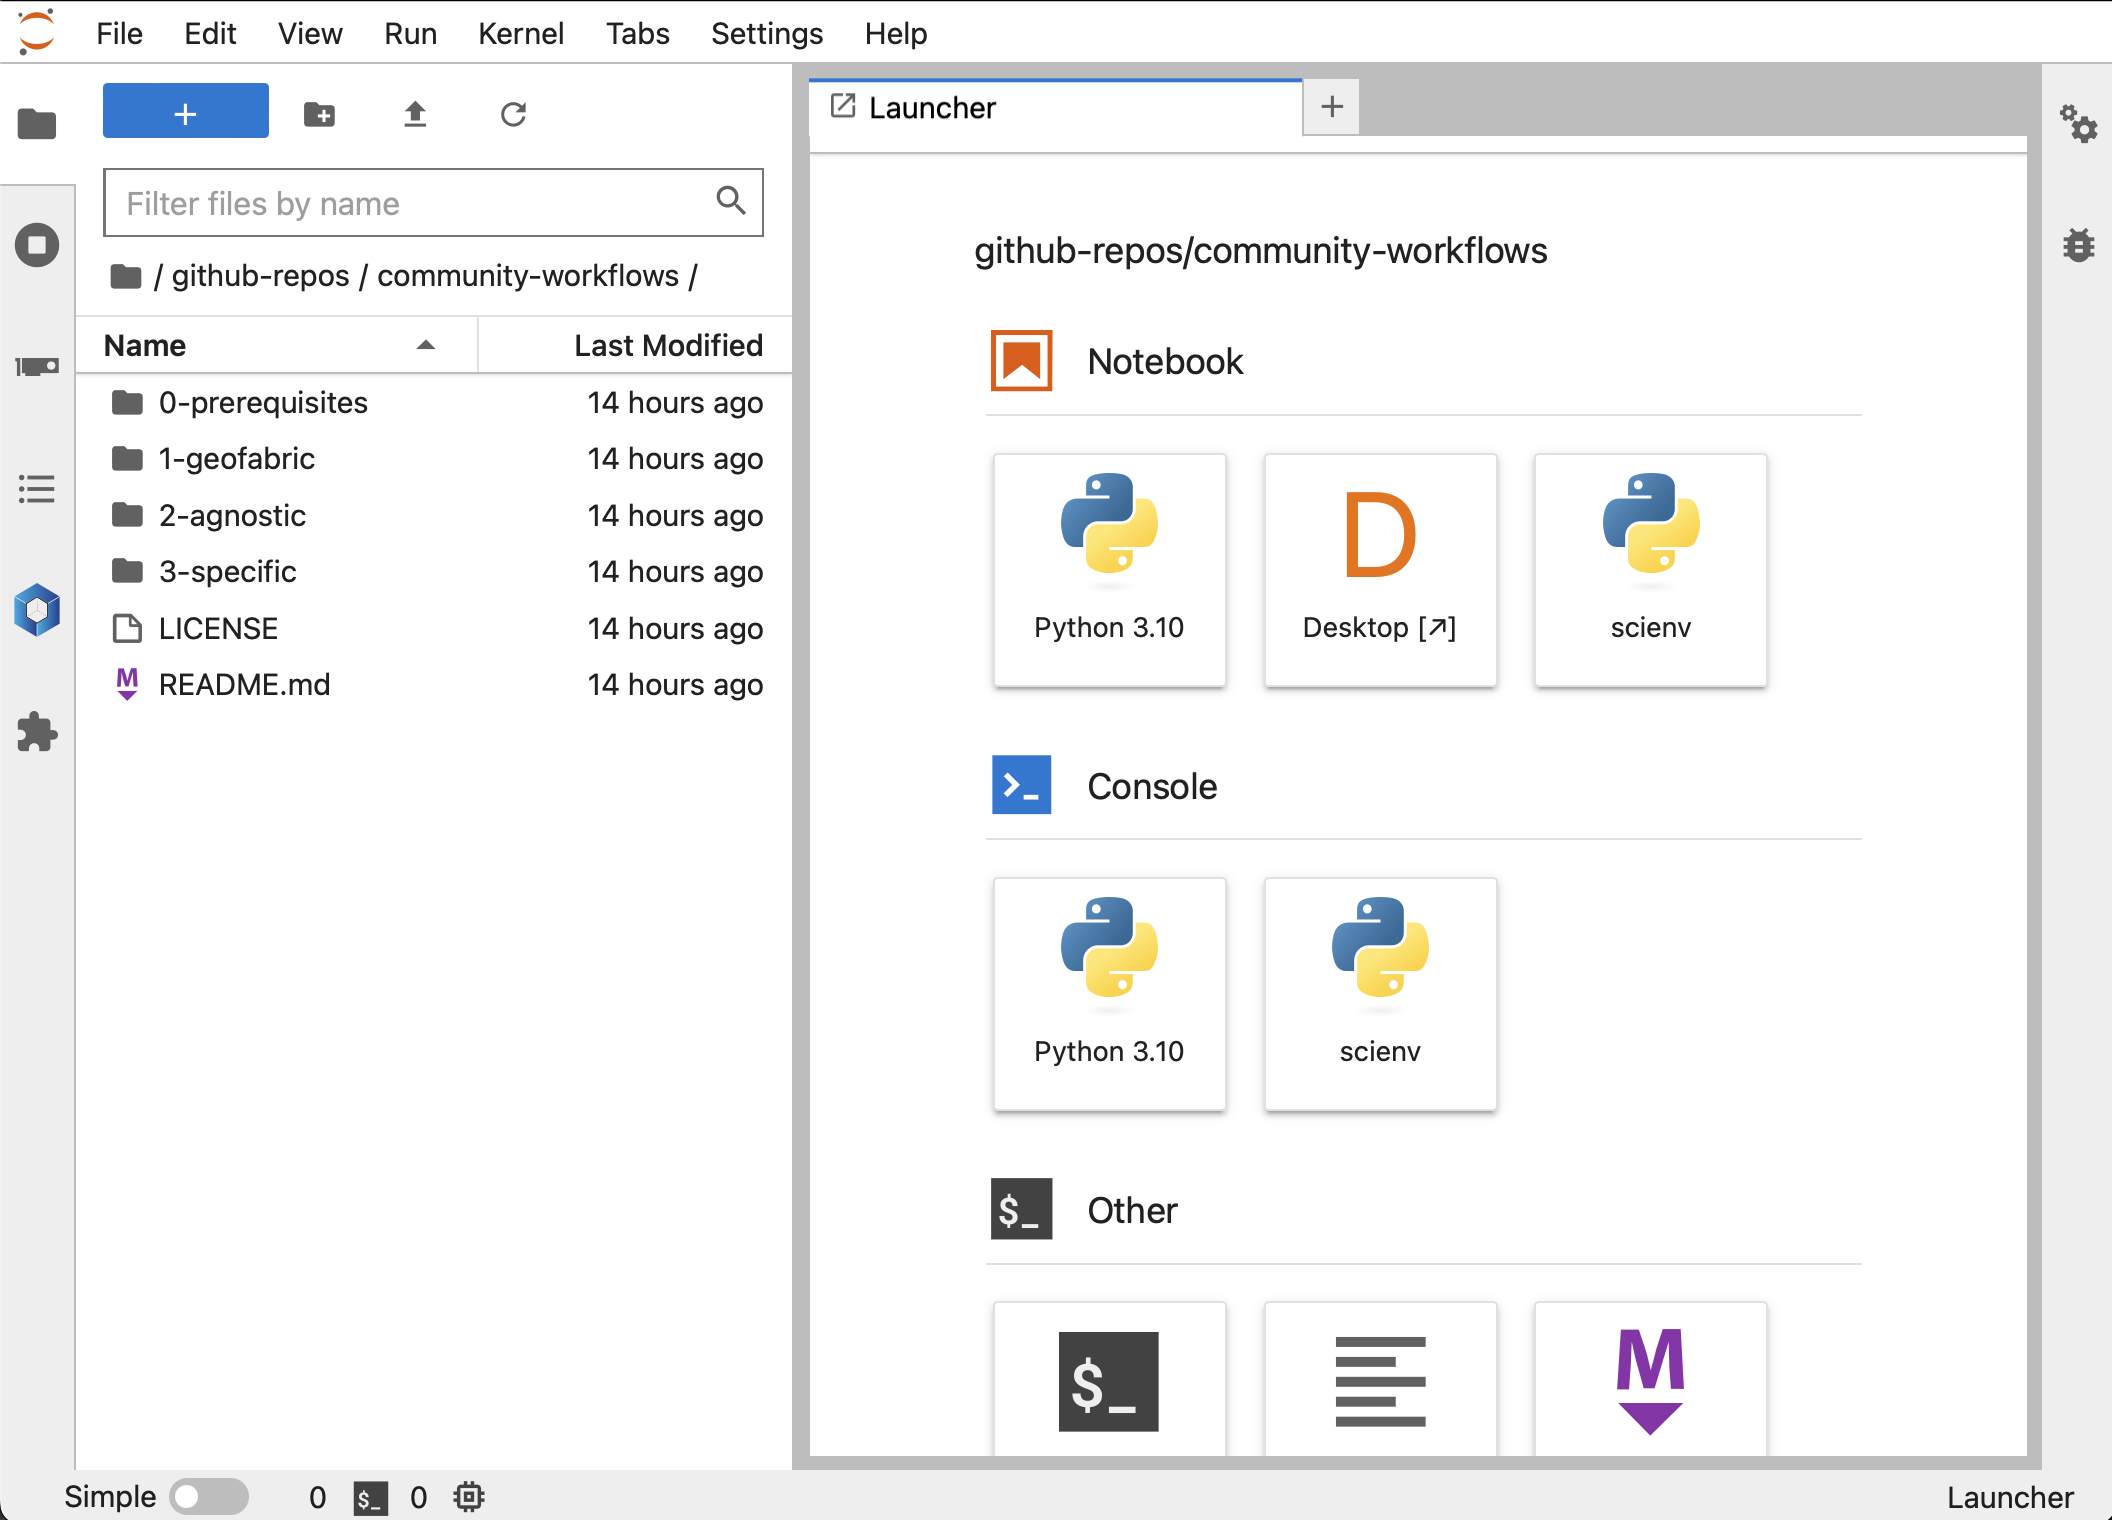 File Edit View Run Kernel Tabs Settings Help
+
Filter files by name
/ github-repos / community-workflows /
Name Last Modified
0-prerequisites 14 hours ago
1-geofabric 14 hours ago
2-agnostic 14 hours ago
3-specific 14 hours ago
LICENSE 14 hours ago
M README.md 14 hours ago
Launcher +
github-repos/community-workflows
Notebook
D
Python 3.10 Desktop [↗] scienv
>_ Console
Python 3.10 scienv
$_ Other
$_ M
Simple 0 $_ 0 Launcher